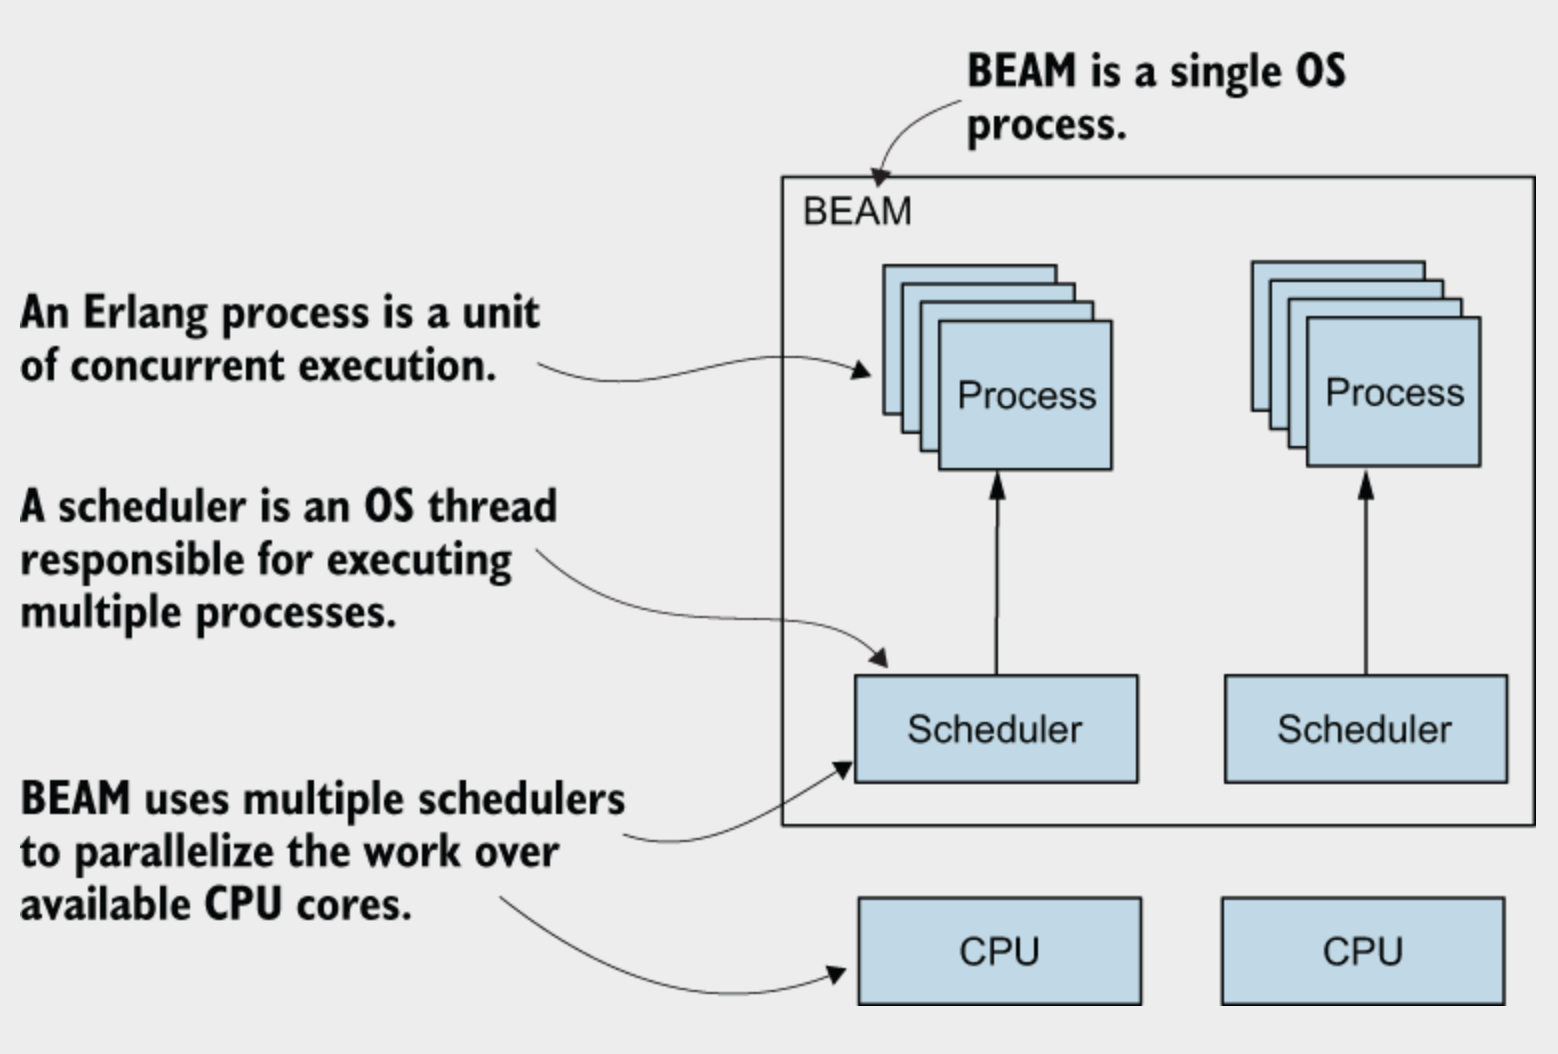 BEAM is a single OS
process.
BEAM
An Erlang process is a unit
of concurrent execution.
Process
Process
A scheduler is an OS thread
responsible for executing
multiple processes.
Scheduler
Scheduler
BEAM uses multiple schedulers
to parallelize the work over
available CPU cores.
CPU
CPU